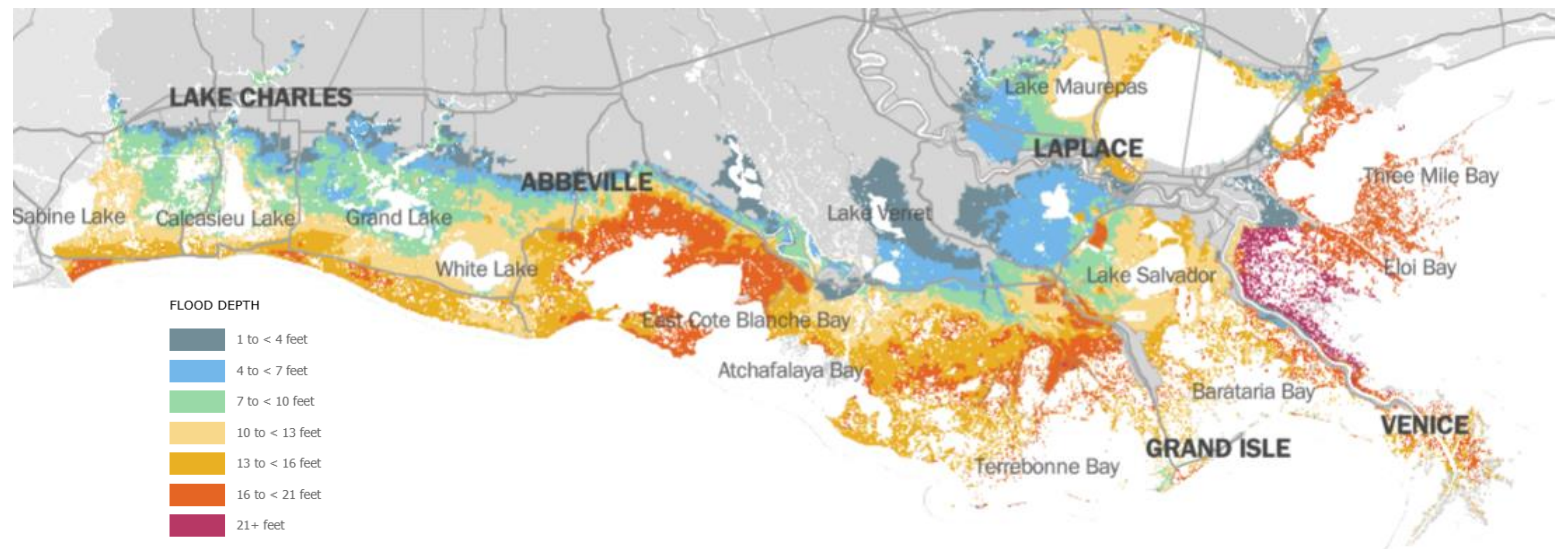 LAKE CHARLES
Lake Maurepas
LAPLACE
Three Mile Bay
ABBEVILLE
Sabine Lake
Calcasieu Lake
Grand Lake
Lake Verret
White Lake
Lake Salvador
Eloi Bay
East Cote Blanche Bay
Atchafalaya Bay
Barataria Bay
VENICE
GRAND ISLE
Terrebonne Bay
FLOOD DEPTH
1 to < 4 feet
4 to < 7 feet
7 to < 10 feet
10 to < 13 feet
13 to < 16 feet
16 to < 21 feet
21+ feet